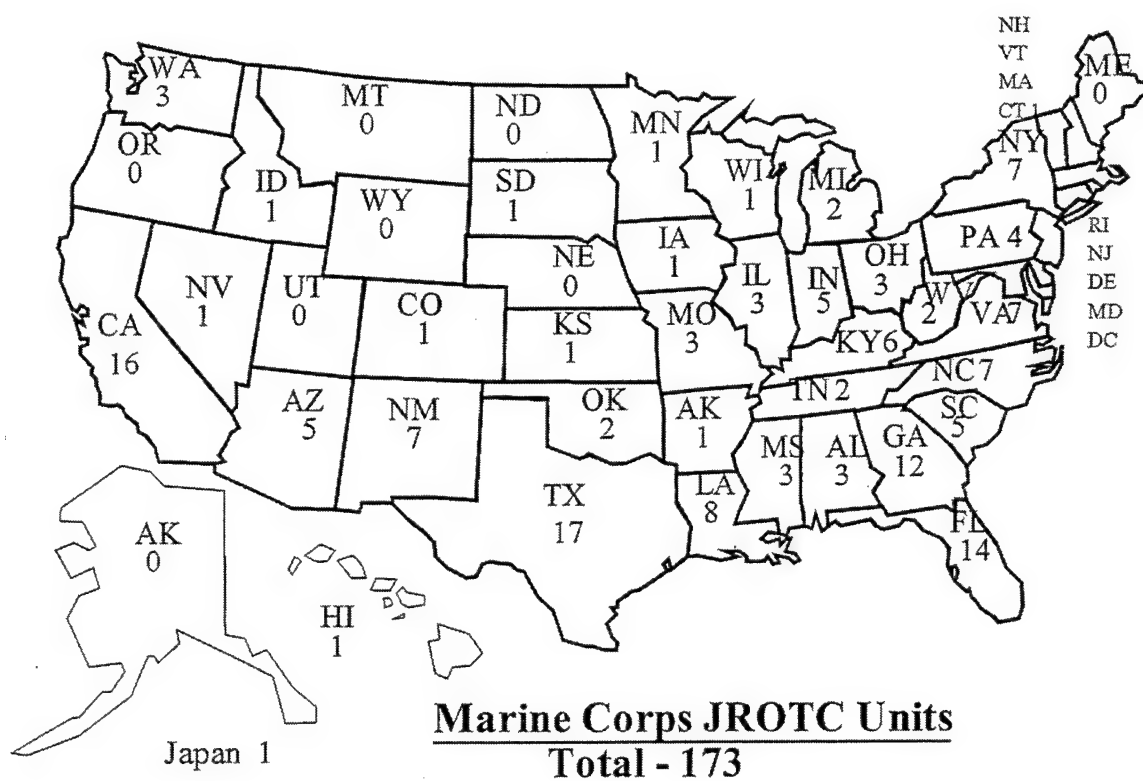 NH
VT
MA
CT 1
WA
3
MT
0
ND
0
MN
1
ME
0
OR
0
ID
1
WY
0
SD
1
WI
1
MI
2
NY
7
NV
1
UT
0
CO
1
NE
0
IA
1
IL
3
IN
5
OH
3
PA 4
RI
NJ
DE
MD
DC
CA
16
KS
1
MO
3
KY6
W
2
VA7
AZ
5
NM
7
OK
2
AK
1
TN 2
NC7
SC
5
TX
17
LA
8
MS
3
AL
3
GA
12
FL
14
AK
0
HI
1
Japan 1
Marine Corps JROTC Units
Total - 173